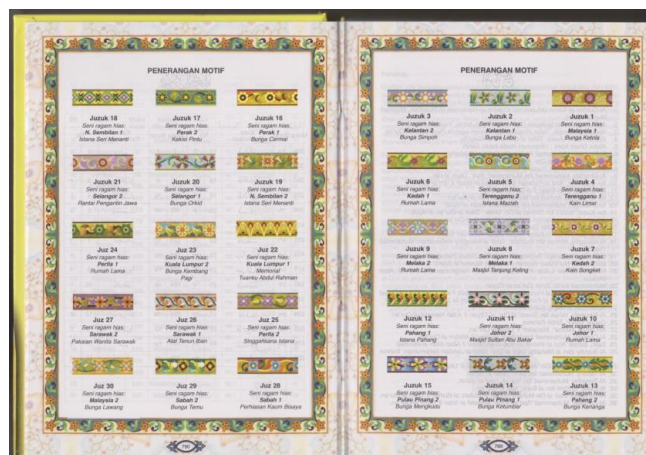 PENERANGAN MOTIF
Juzuk 1
Seni ragam hias:
Malaysia 1
Bunga Ketola
Juzuk 2
Seni ragam hias:
Kelantan 1
Bunga Labu
Juzuk 3
Seni ragam hias:
Kelantan 2
Bunga Simpoh
Juzuk 4
Seni ragam hias:
Terengganu 1
Kain Limar
Juzuk 5
Seni ragam hias:
Terengganu 2
Istana Maziah
Juzuk 6
Seni ragam hias:
Kedah 1
Rumah Lama
Juzuk 7
Seni ragam hias:
Kedah 2
Kain Songket
Juzuk 8
Seni ragam hias:
Melaka 1
Masjid Tanjung Keling
Juzuk 9
Seni ragam hias:
Melaka 2
Rumah Lama
Juzuk 10
Seni ragam hias:
Johor 1
Rumah Lama
Juzuk 11
Seni ragam hias:
Johor 2
Masjid Sultan Abu Bakar
Juzuk 12
Seni ragam hias:
Pahang 1
Istana Pahang
Juzuk 13
Seni ragam hias:
Pahang 2
Bunga Kenanga
Juzuk 14
Seni ragam hias:
Pulau Pinang 1
Bunga Ketumbar
Juzuk 15
Seni ragam hias:
Pulau Pinang 2
Bunga Mengkudu
PENERANGAN MOTIF
Juzuk 16
Seni ragam hias:
Perak 1
Bunga Cermai
Juzuk 17
Seni ragam hias:
Perak 2
Kekisi Pintu
Juzuk 18
Seni ragam hias:
N. Sembilan 1
Istana Seri Menanti
Juzuk 19
Seni ragam hias:
N. Sembilan 2
Istana Seri Menanti
Juzuk 20
Seni ragam hias:
Selangor 1
Bunga Orkid
Juzuk 21
Seni ragam hias:
Selangor 2
Rantai Pengantin Jawa
Juz 22
Seni ragam hias:
Kuala Lumpur 1
Memorial
Tuanku Abdul Rahman
Juz 23
Seni ragam hias:
Kuala Lumpur 2
Bunga Kembang
Pagi
Juz 24
Seni ragam hias:
Perlis 1
Rumah Lama
Juz 25
Seni ragam hias:
Perlis 2
Singgahsana Istana
Juz 26
Seni ragam hias:
Sarawak 1
Alat Tenun Iban
Juz 27
Seni ragam hias:
Sarawak 2
Pakaian Wanita Sarawak
Juz 28
Seni ragam hias:
Sabah 1
Perhiasan Kaum Bisaya
Juz 29
Seni ragam hias:
Sabah 2
Bunga Temu
Juz 30
Seni ragam hias:
Malaysia 2
Bunga Lawang